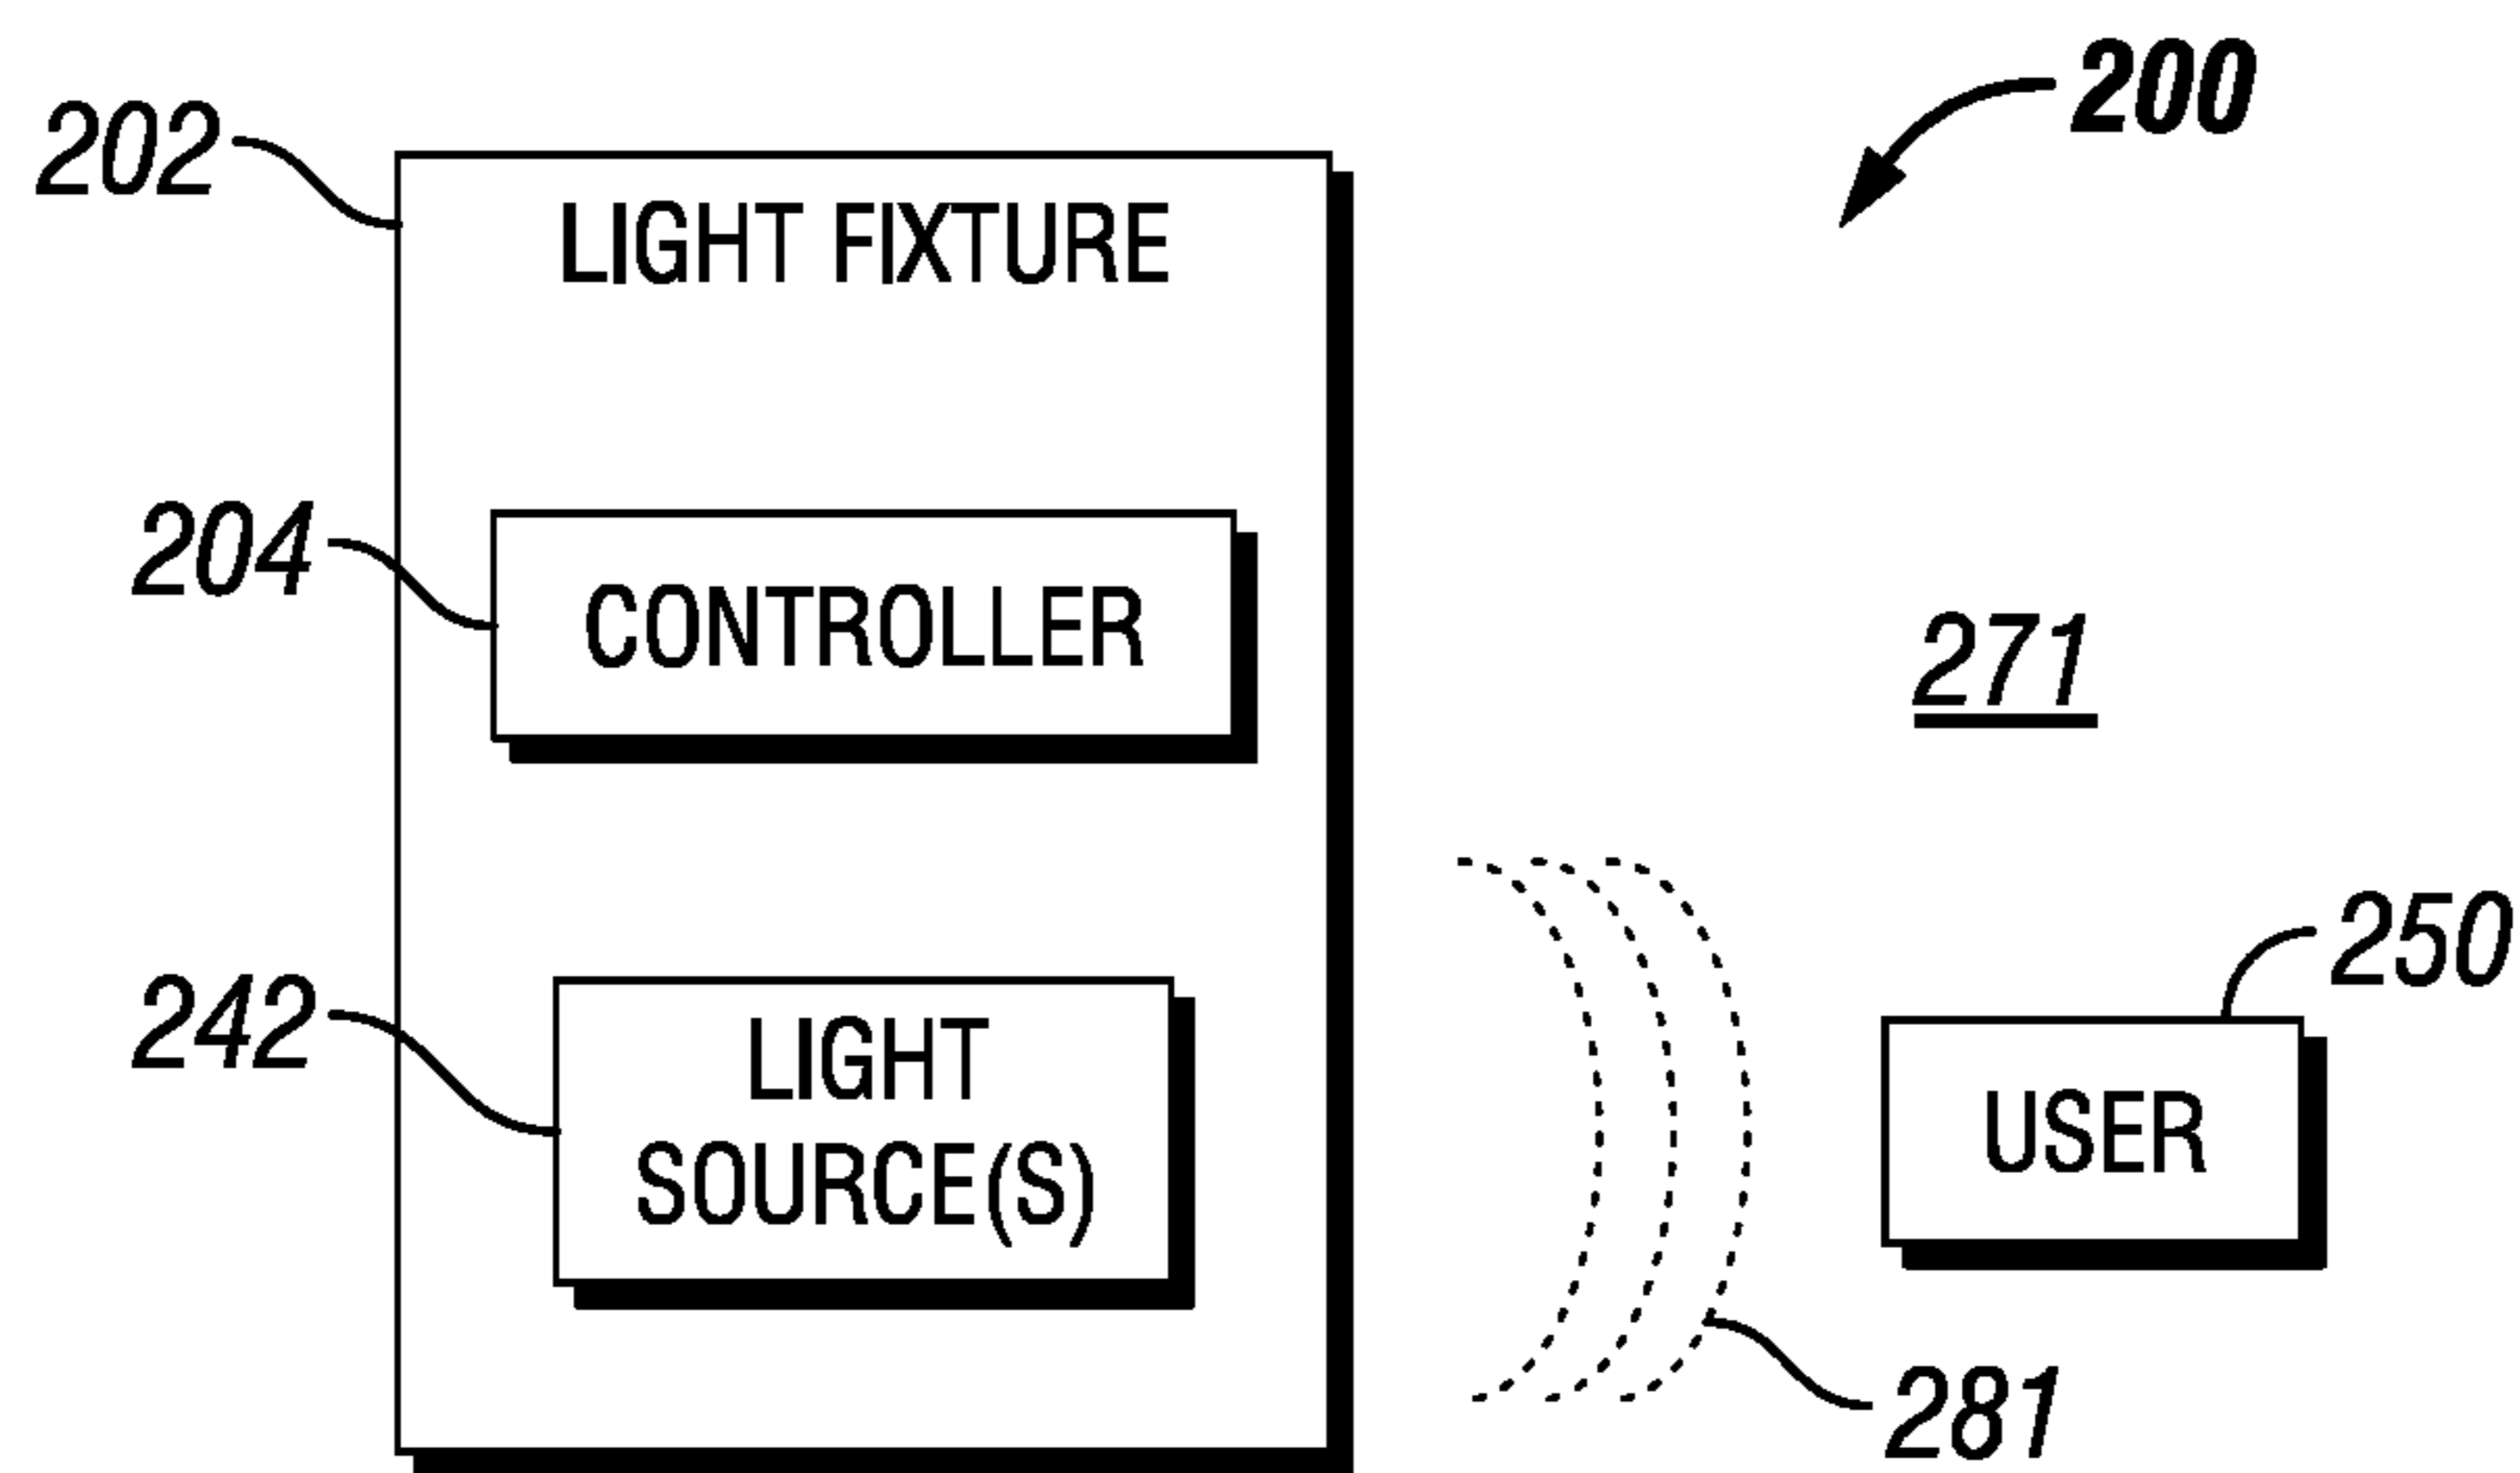 200
202
LIGHT FIXTURE
204
CONTROLLER
271
242
LIGHT
SOURCE(S)
250
USER
281